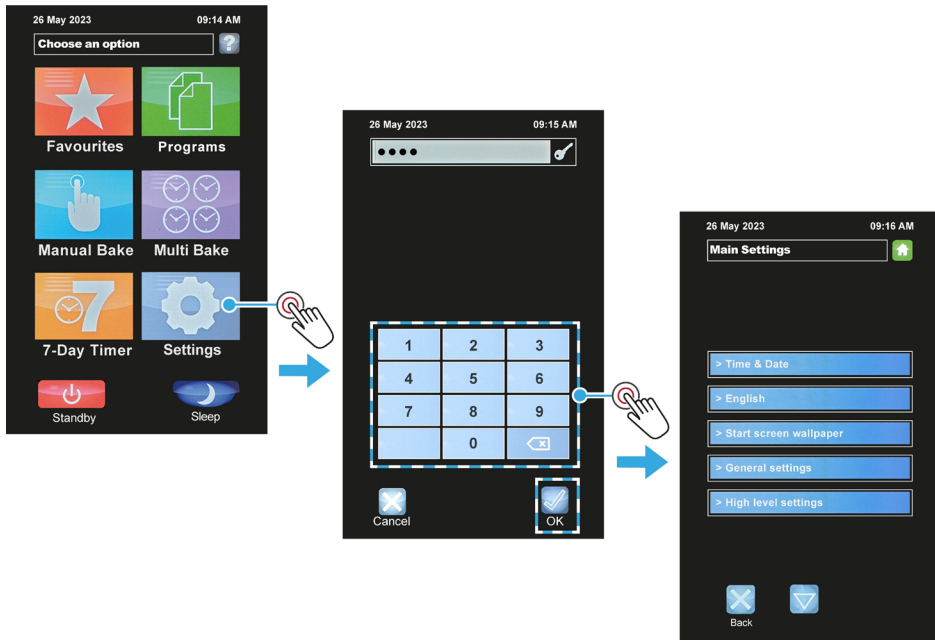 26 May 2023 09:14 AM
Choose an option ?
Favourites Programs
Manual Bake Multi Bake
7
7-Day Timer Settings
Standby Sleep
26 May 2023 09:15 AM
1 2 3
4 5 6
7 8 9
0
Cancel OK
26 May 2023 09:16 AM
Main Settings
> Time & Date
> English
> Start screen wallpaper
> General settings
> High level settings
Back